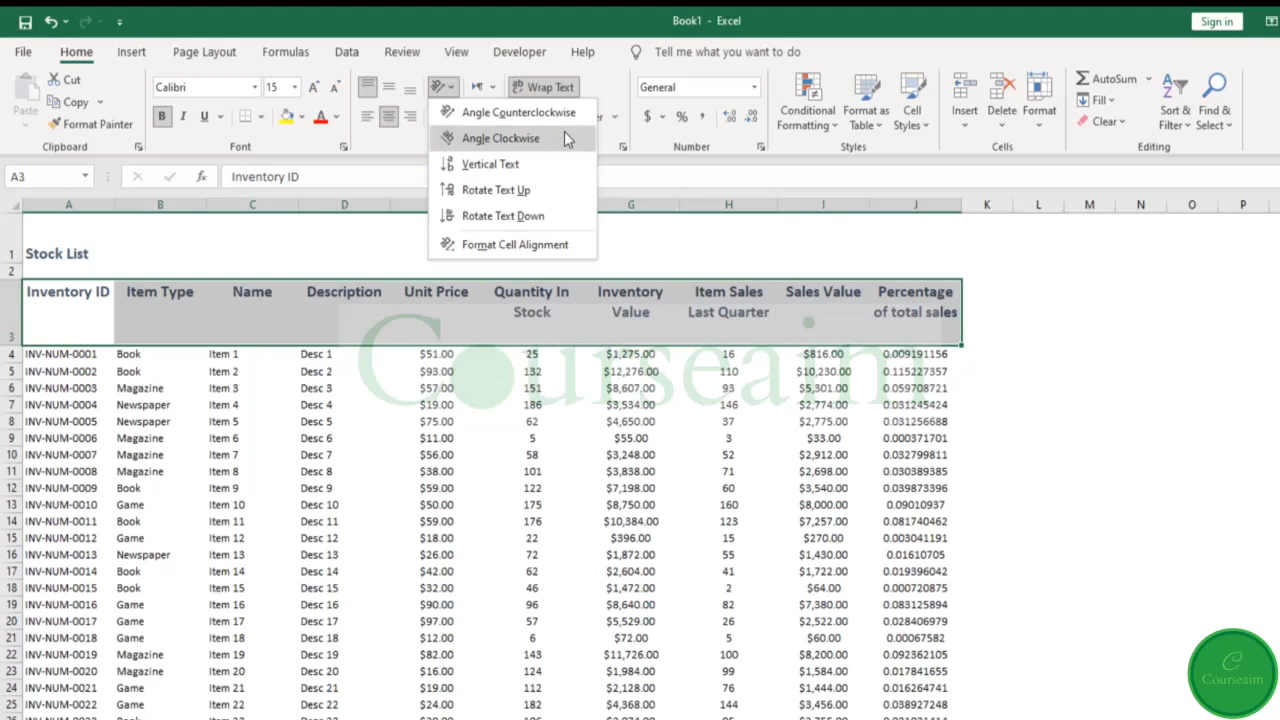 Book1 - Excel
Sign in
File Home Insert Page Layout Formulas Data Review View Developer Help Tell me what you want to do
Cut
Copy
Paste
Format Painter
Clipboard
Calibri 15
B I U
Font
Wrap Text
Angle Counterclockwise
Angle Clockwise
Vertical Text
Rotate Text Up
Rotate Text Down
Format Cell Alignment
General
$ % ,
Number
Conditional Formatting
Format as Table
Cell Styles
Styles
Insert Delete Format
Cells
AutoSum
Fill
Clear
Sort & Filter
Find & Select
Editing
A3 fx Inventory ID
A B C D G H I J K L M N O P
1 Stock List
2
3 Inventory ID Item Type Name Description Unit Price Quantity In Stock Inventory Value Item Sales Last Quarter Sales Value Percentage of total sales
4 INV-NUM-0001 Book Item 1 Desc 1 $51.00 25 $1,275.00 16 $816.00 0.009191156
5 INV-NUM-0002 Book Item 2 Desc 2 $93.00 132 $12,276.00 110 $10,230.00 0.115227357
6 INV-NUM-0003 Magazine Item 3 Desc 3 $57.00 151 $8,607.00 93 $5,301.00 0.059708721
7 INV-NUM-0004 Newspaper Item 4 Desc 4 $19.00 186 $3,534.00 146 $2,774.00 0.031245424
8 INV-NUM-0005 Newspaper Item 5 Desc 5 $75.00 62 $4,650.00 37 $2,775.00 0.031256688
9 INV-NUM-0006 Magazine Item 6 Desc 6 $11.00 5 $55.00 3 $33.00 0.000371701
10 INV-NUM-0007 Magazine Item 7 Desc 7 $56.00 58 $3,248.00 52 $2,912.00 0.032799811
11 INV-NUM-0008 Magazine Item 8 Desc 8 $38.00 101 $3,838.00 71 $2,698.00 0.030389385
12 INV-NUM-0009 Book Item 9 Desc 9 $59.00 122 $7,198.00 60 $3,540.00 0.039873396
13 INV-NUM-0010 Game Item 10 Desc 10 $50.00 175 $8,750.00 160 $8,000.00 0.09010937
14 INV-NUM-0011 Book Item 11 Desc 11 $59.00 176 $10,384.00 123 $7,257.00 0.081740462
15 INV-NUM-0012 Game Item 12 Desc 12 $18.00 22 $396.00 15 $270.00 0.003041191
16 INV-NUM-0013 Newspaper Item 13 Desc 13 $26.00 72 $1,872.00 55 $1,430.00 0.01610705
17 INV-NUM-0014 Book Item 14 Desc 14 $42.00 62 $2,604.00 41 $1,722.00 0.019396042
18 INV-NUM-0015 Book Item 15 Desc 15 $32.00 46 $1,472.00 2 $64.00 0.000720875
19 INV-NUM-0016 Game Item 16 Desc 16 $90.00 96 $8,640.00 82 $7,380.00 0.083125894
20 INV-NUM-0017 Game Item 17 Desc 17 $97.00 57 $5,529.00 26 $2,522.00 0.028406979
21 INV-NUM-0018 Game Item 18 Desc 18 $12.00 6 $72.00 5 $60.00 0.00067582
22 INV-NUM-0019 Magazine Item 19 Desc 19 $82.00 143 $11,726.00 100 $8,200.00 0.092362105
23 INV-NUM-0020 Magazine Item 20 Desc 20 $16.00 124 $1,984.00 99 $1,584.00 0.017841655
24 INV-NUM-0021 Game Item 21 Desc 21 $19.00 112 $2,128.00 76 $1,444.00 0.016264741
25 INV-NUM-0022 Game Item 22 Desc 22 $24.00 182 $4,368.00 144 $3,456.00 0.038927248
Courseaim
Courseaim